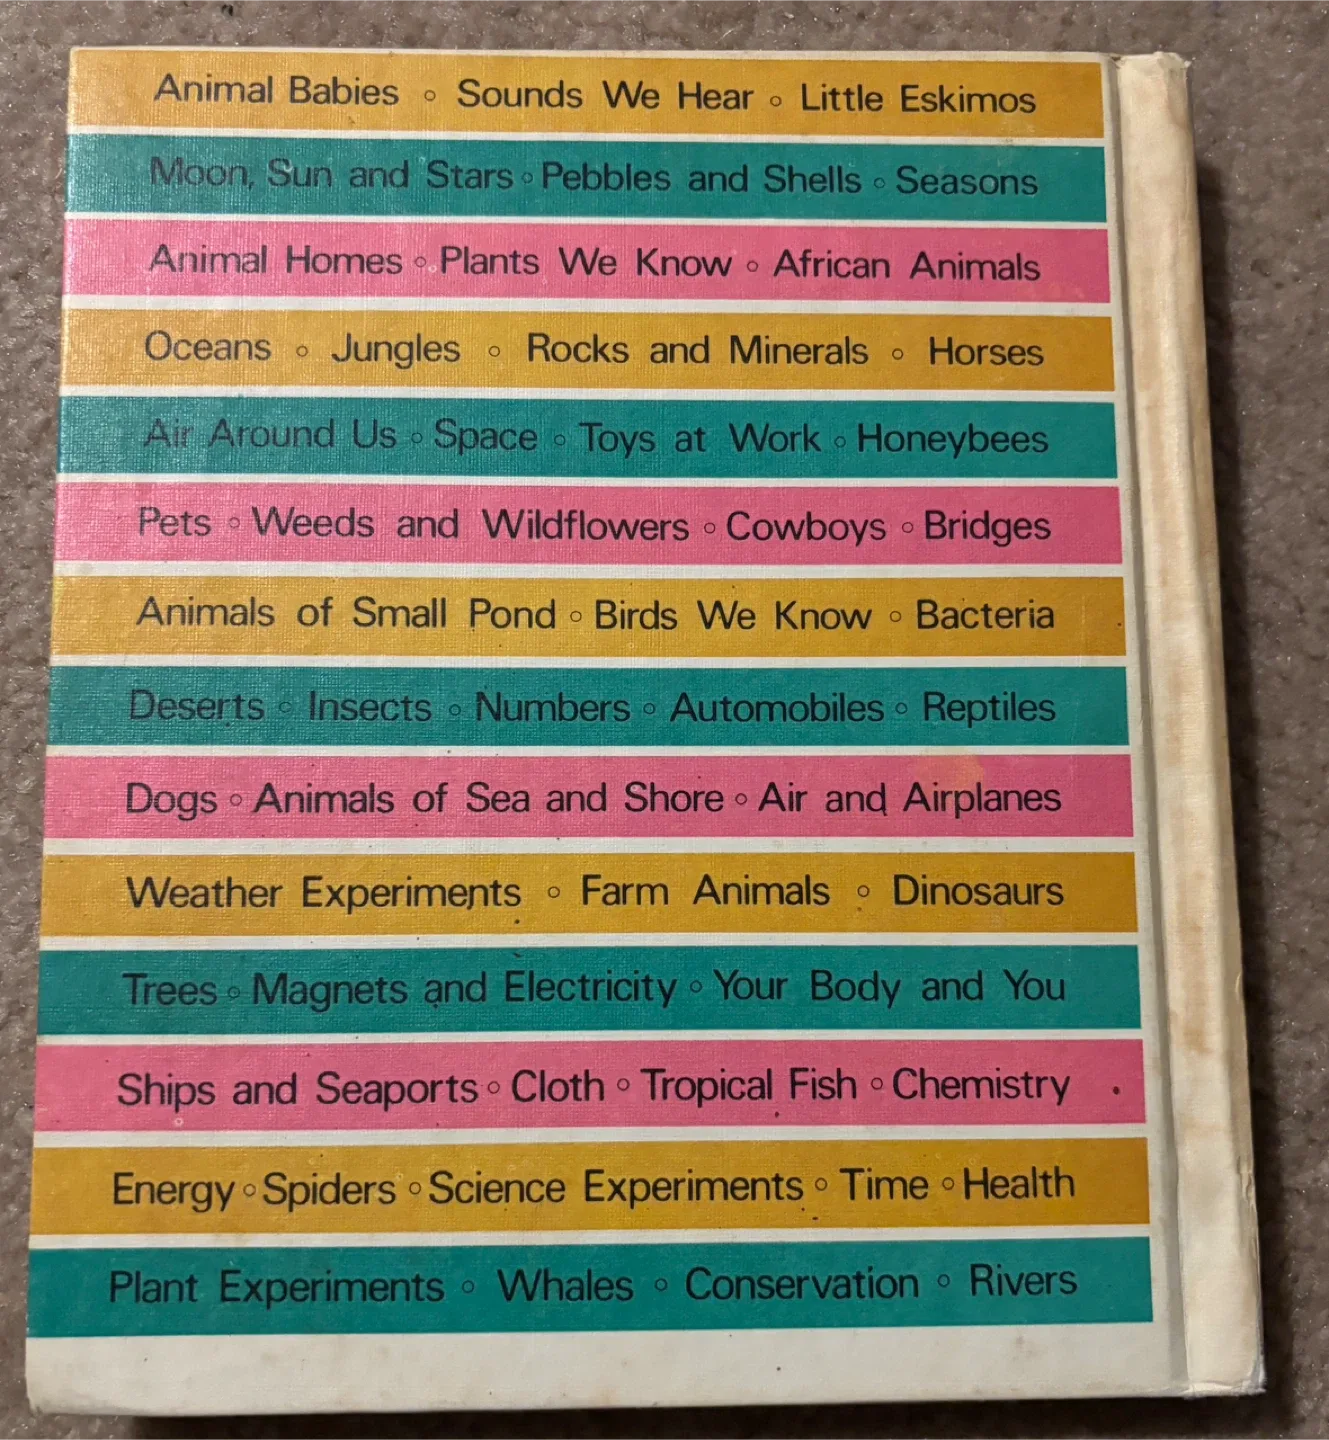 Animal Babies ○ Sounds We Hear ○ Little Eskimos
Moon, Sun and Stars ○ Pebbles and Shells ○ Seasons
Animal Homes ○ Plants We Know ○ African Animals
Oceans ○ Jungles ○ Rocks and Minerals ○ Horses
Air Around Us ○ Space ○ Toys at Work ○ Honeybees
Pets ○ Weeds and Wildflowers ○ Cowboys ○ Bridges
Animals of Small Pond ○ Birds We Know ○ Bacteria
Deserts ○ Insects ○ Numbers ○ Automobiles ○ Reptiles
Dogs ○ Animals of Sea and Shore ○ Air and Airplanes
Weather Experiments ○ Farm Animals ○ Dinosaurs
Trees ○ Magnets and Electricity ○ Your Body and You
Ships and Seaports ○ Cloth ○ Tropical Fish ○ Chemistry
Energy ○ Spiders ○ Science Experiments ○ Time ○ Health
Plant Experiments ○ Whales ○ Conservation ○ Rivers